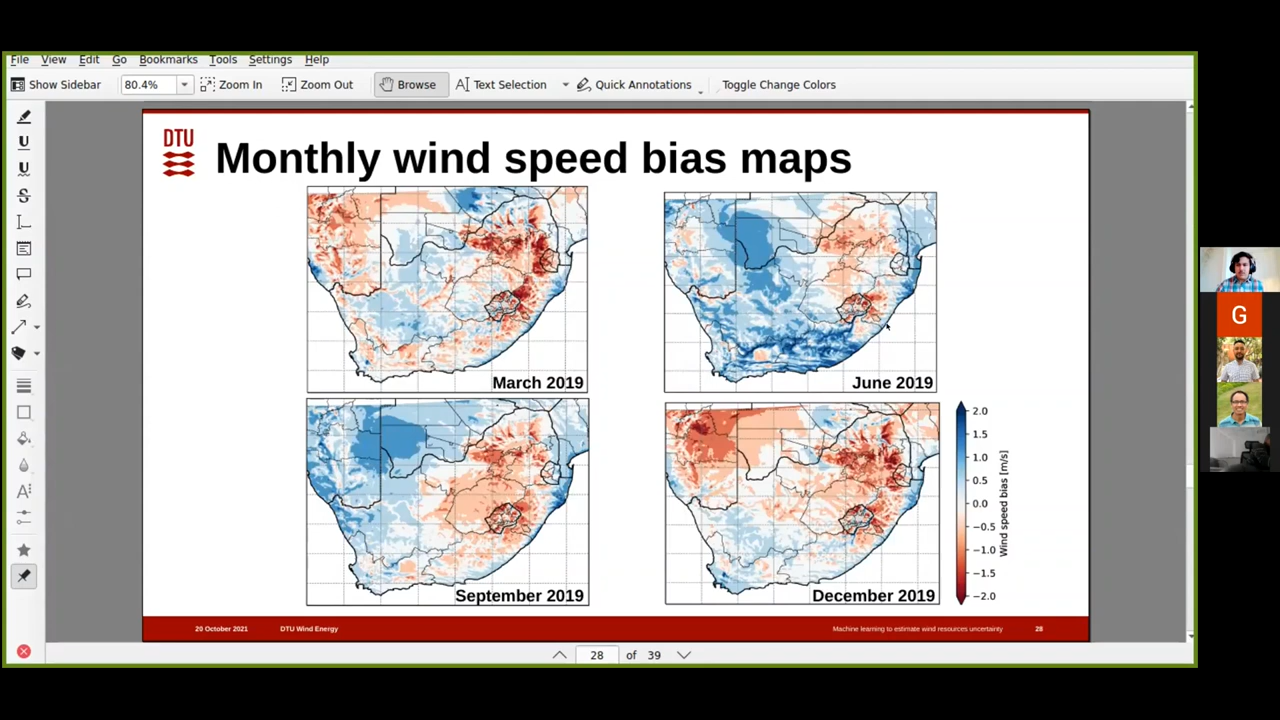 File View Edit Go Bookmarks Tools Settings Help
Show Sidebar 80.4% Zoom In Zoom Out Browse Text Selection Quick Annotations Toggle Change Colors
DTU
Monthly wind speed bias maps
March 2019
June 2019
September 2019
December 2019
2.0
1.5
1.0
0.5
0.0
−0.5
−1.0
−1.5
−2.0
Wind speed bias [m/s]
20 October 2021 DTU Wind Energy Machine learning to estimate wind resources uncertainty 28
28 of 39
G